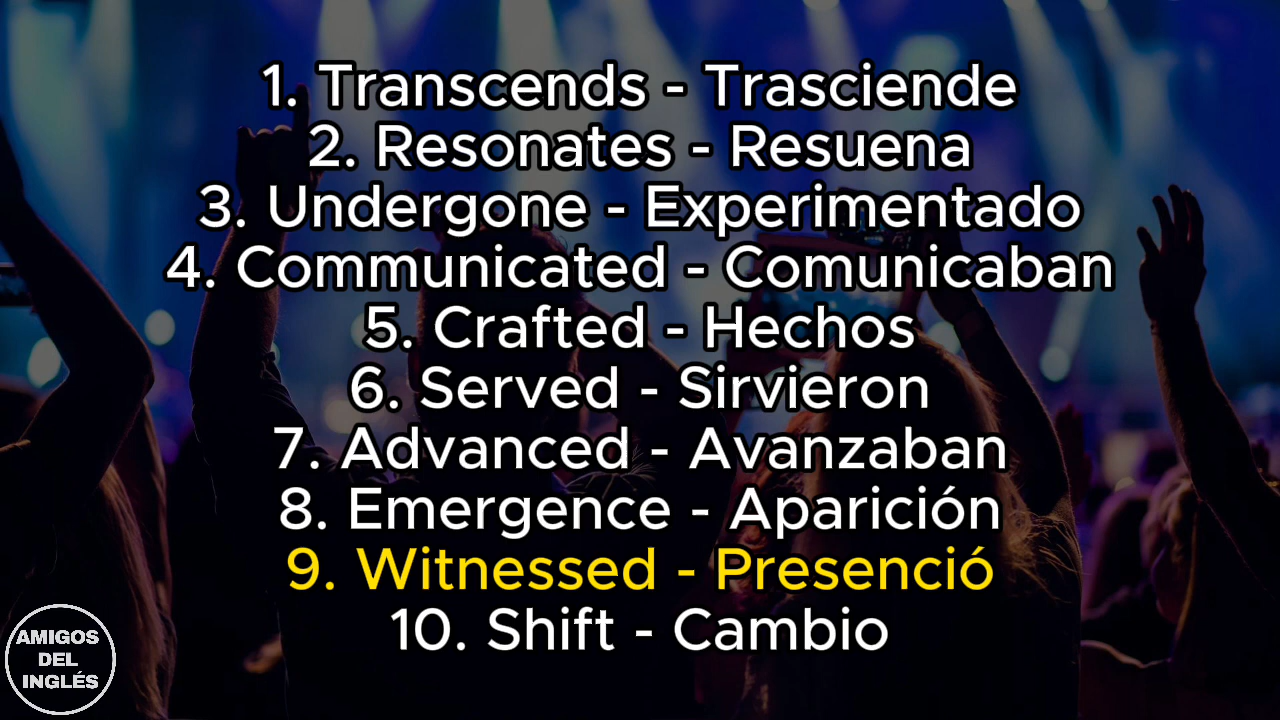 1. Transcends - Trasciende
2. Resonates - Resuena
3. Undergone - Experimentado
4. Communicated - Comunicaban
5. Crafted - Hechos
6. Served - Sirvieron
7. Advanced - Avanzaban
8. Emergence - Aparición
9. Witnessed - Presenció
10. Shift - Cambio
AMIGOS
DEL
INGLÉS